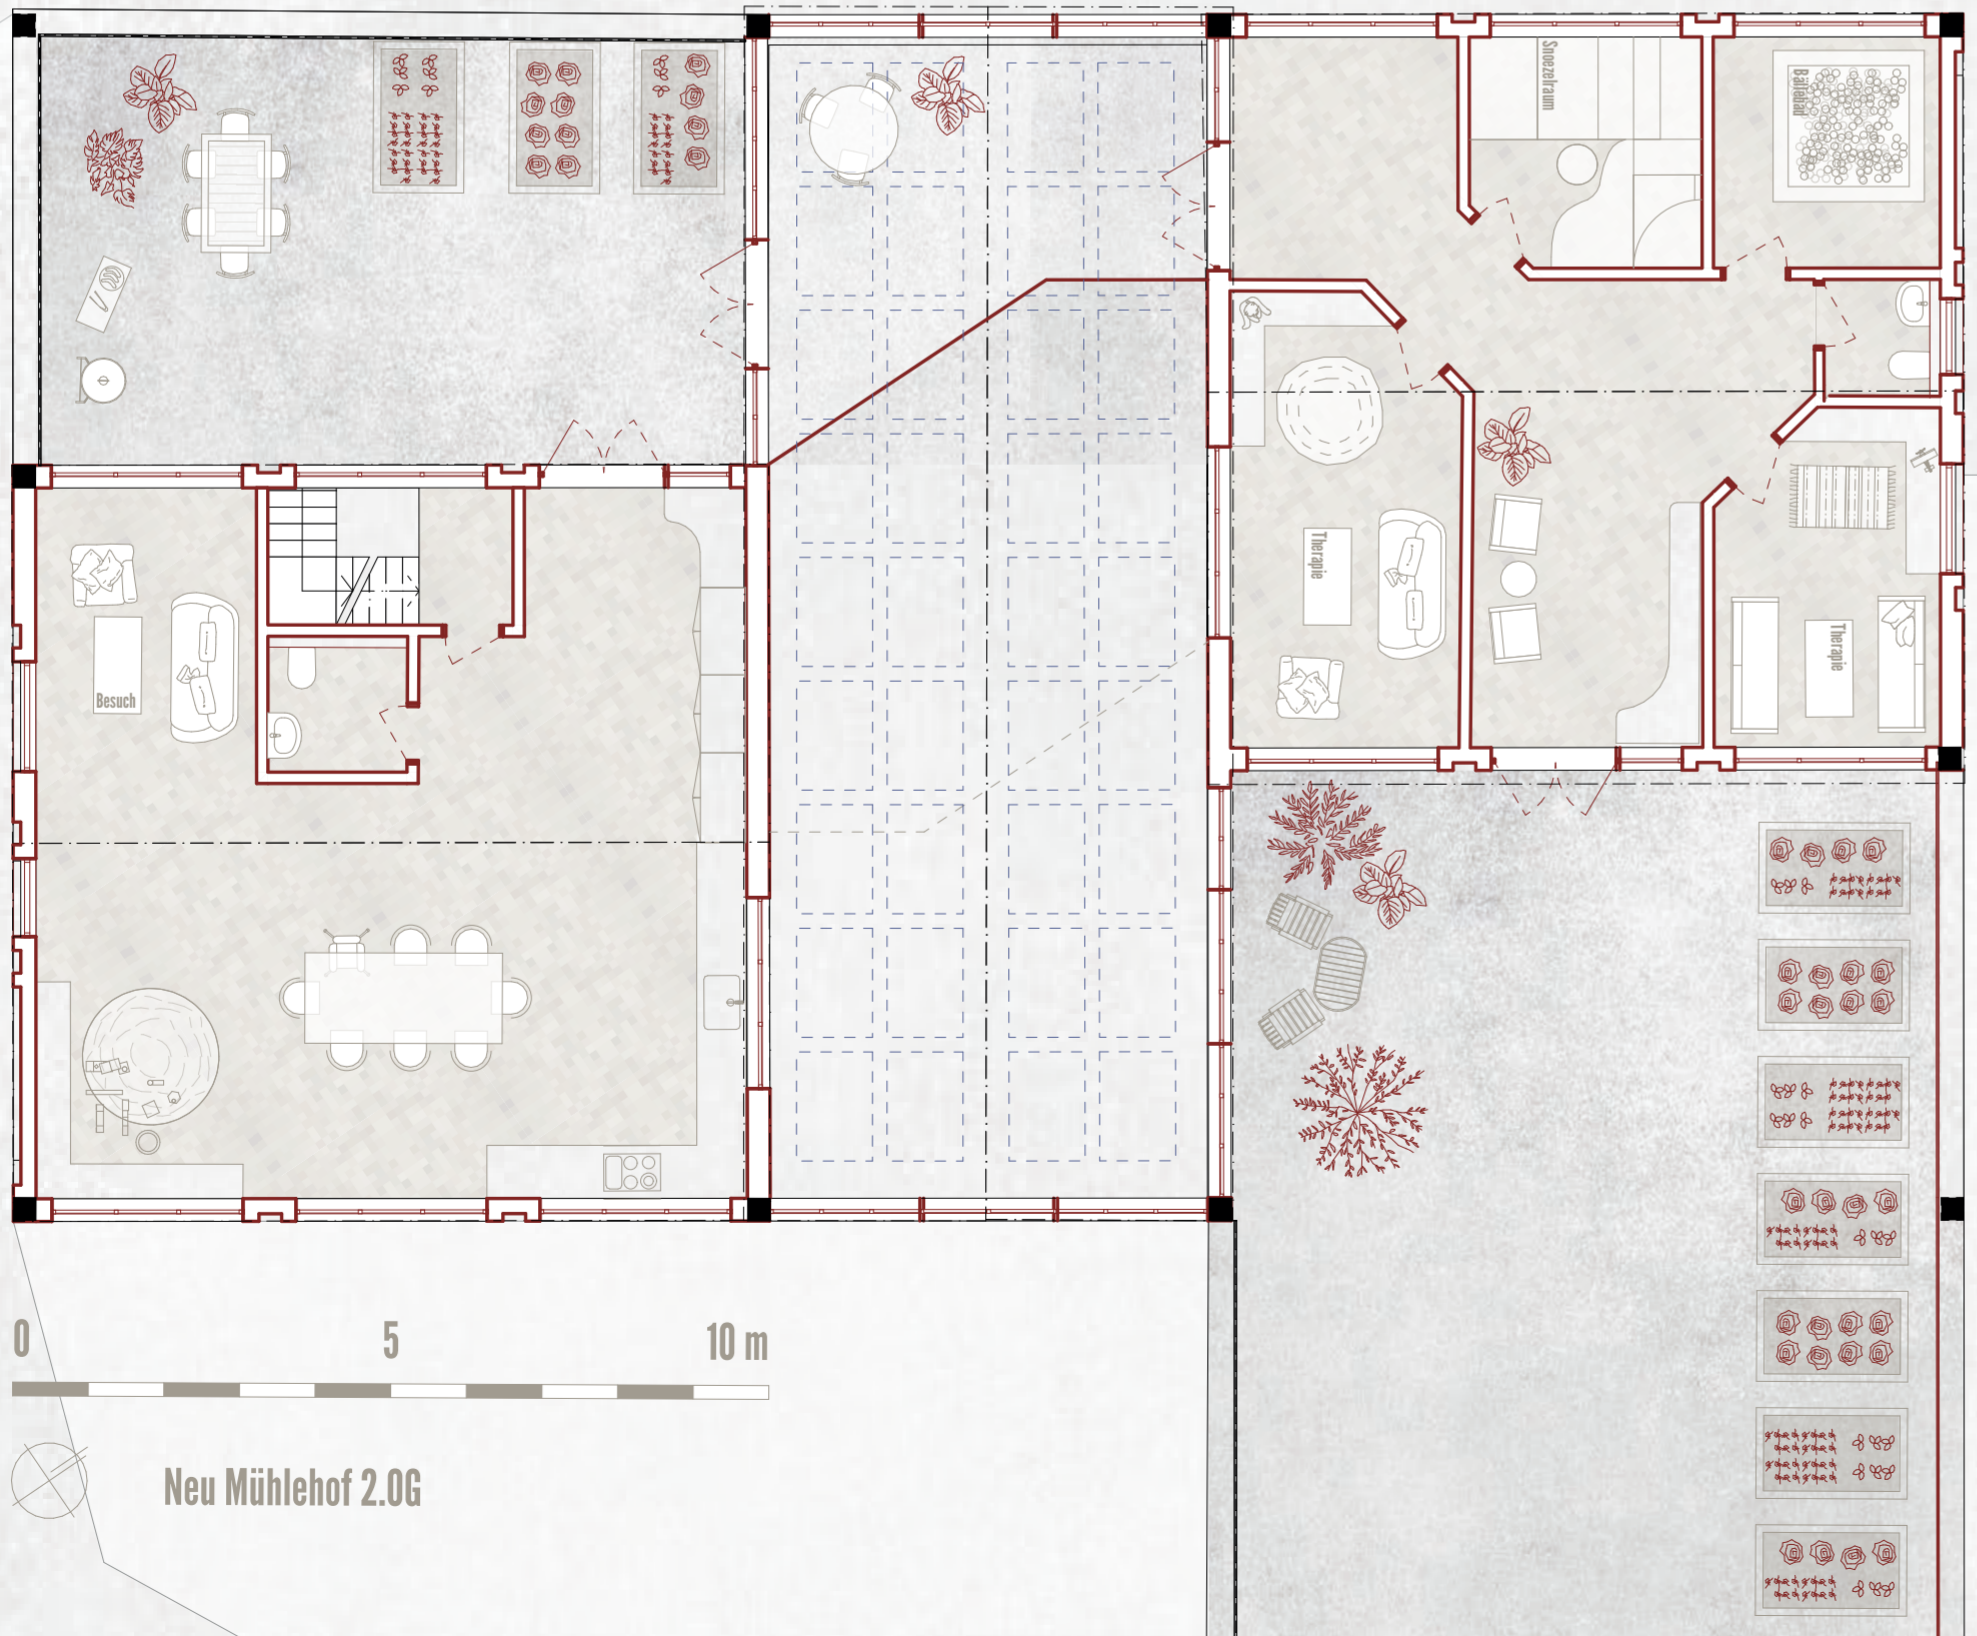 Snoezelraum
Bällebad
Therapie
Therapie
Besuch
0 5 10 m
Neu Mühlehof 2.OG